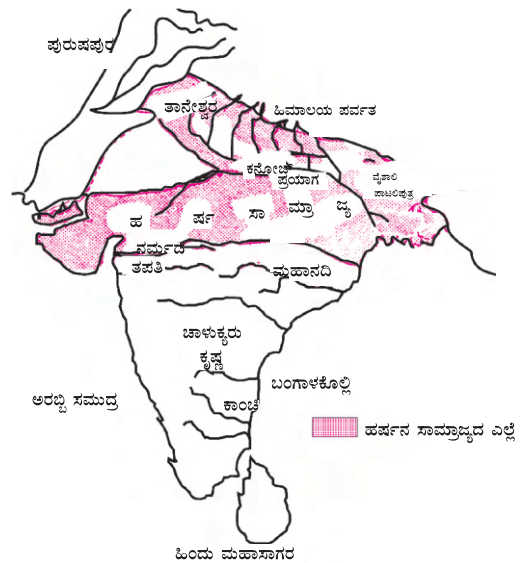 ಪುರುಷಪುರ
ತಾನೇಶ್ವರ
ಹಿಮಾಲಯ ಪರ್ವತ
ಕನೋಜ
ಪ್ರಯಾಗ
ವೈಶಾಲಿ
ಪಾಟಲಿಪುತ್ರ
ಹರ್ಷ ಸಾಮ್ರಾಜ್ಯ
ನರ್ಮದ
ತಪತಿ
ಮಹಾನದಿ
ಚಾಳುಕ್ಯರು
ಕೃಷ್ಣ
ಬಂಗಾಳಕೊಲ್ಲಿ
ಅರಬ್ಬಿ ಸಮುದ್ರ
ಕಾಂಚಿ
ಹರ್ಷನ ಸಾಮ್ರಾಜ್ಯದ ಎಲ್ಲೆ
ಹಿಂದು ಮಹಾಸಾಗರ